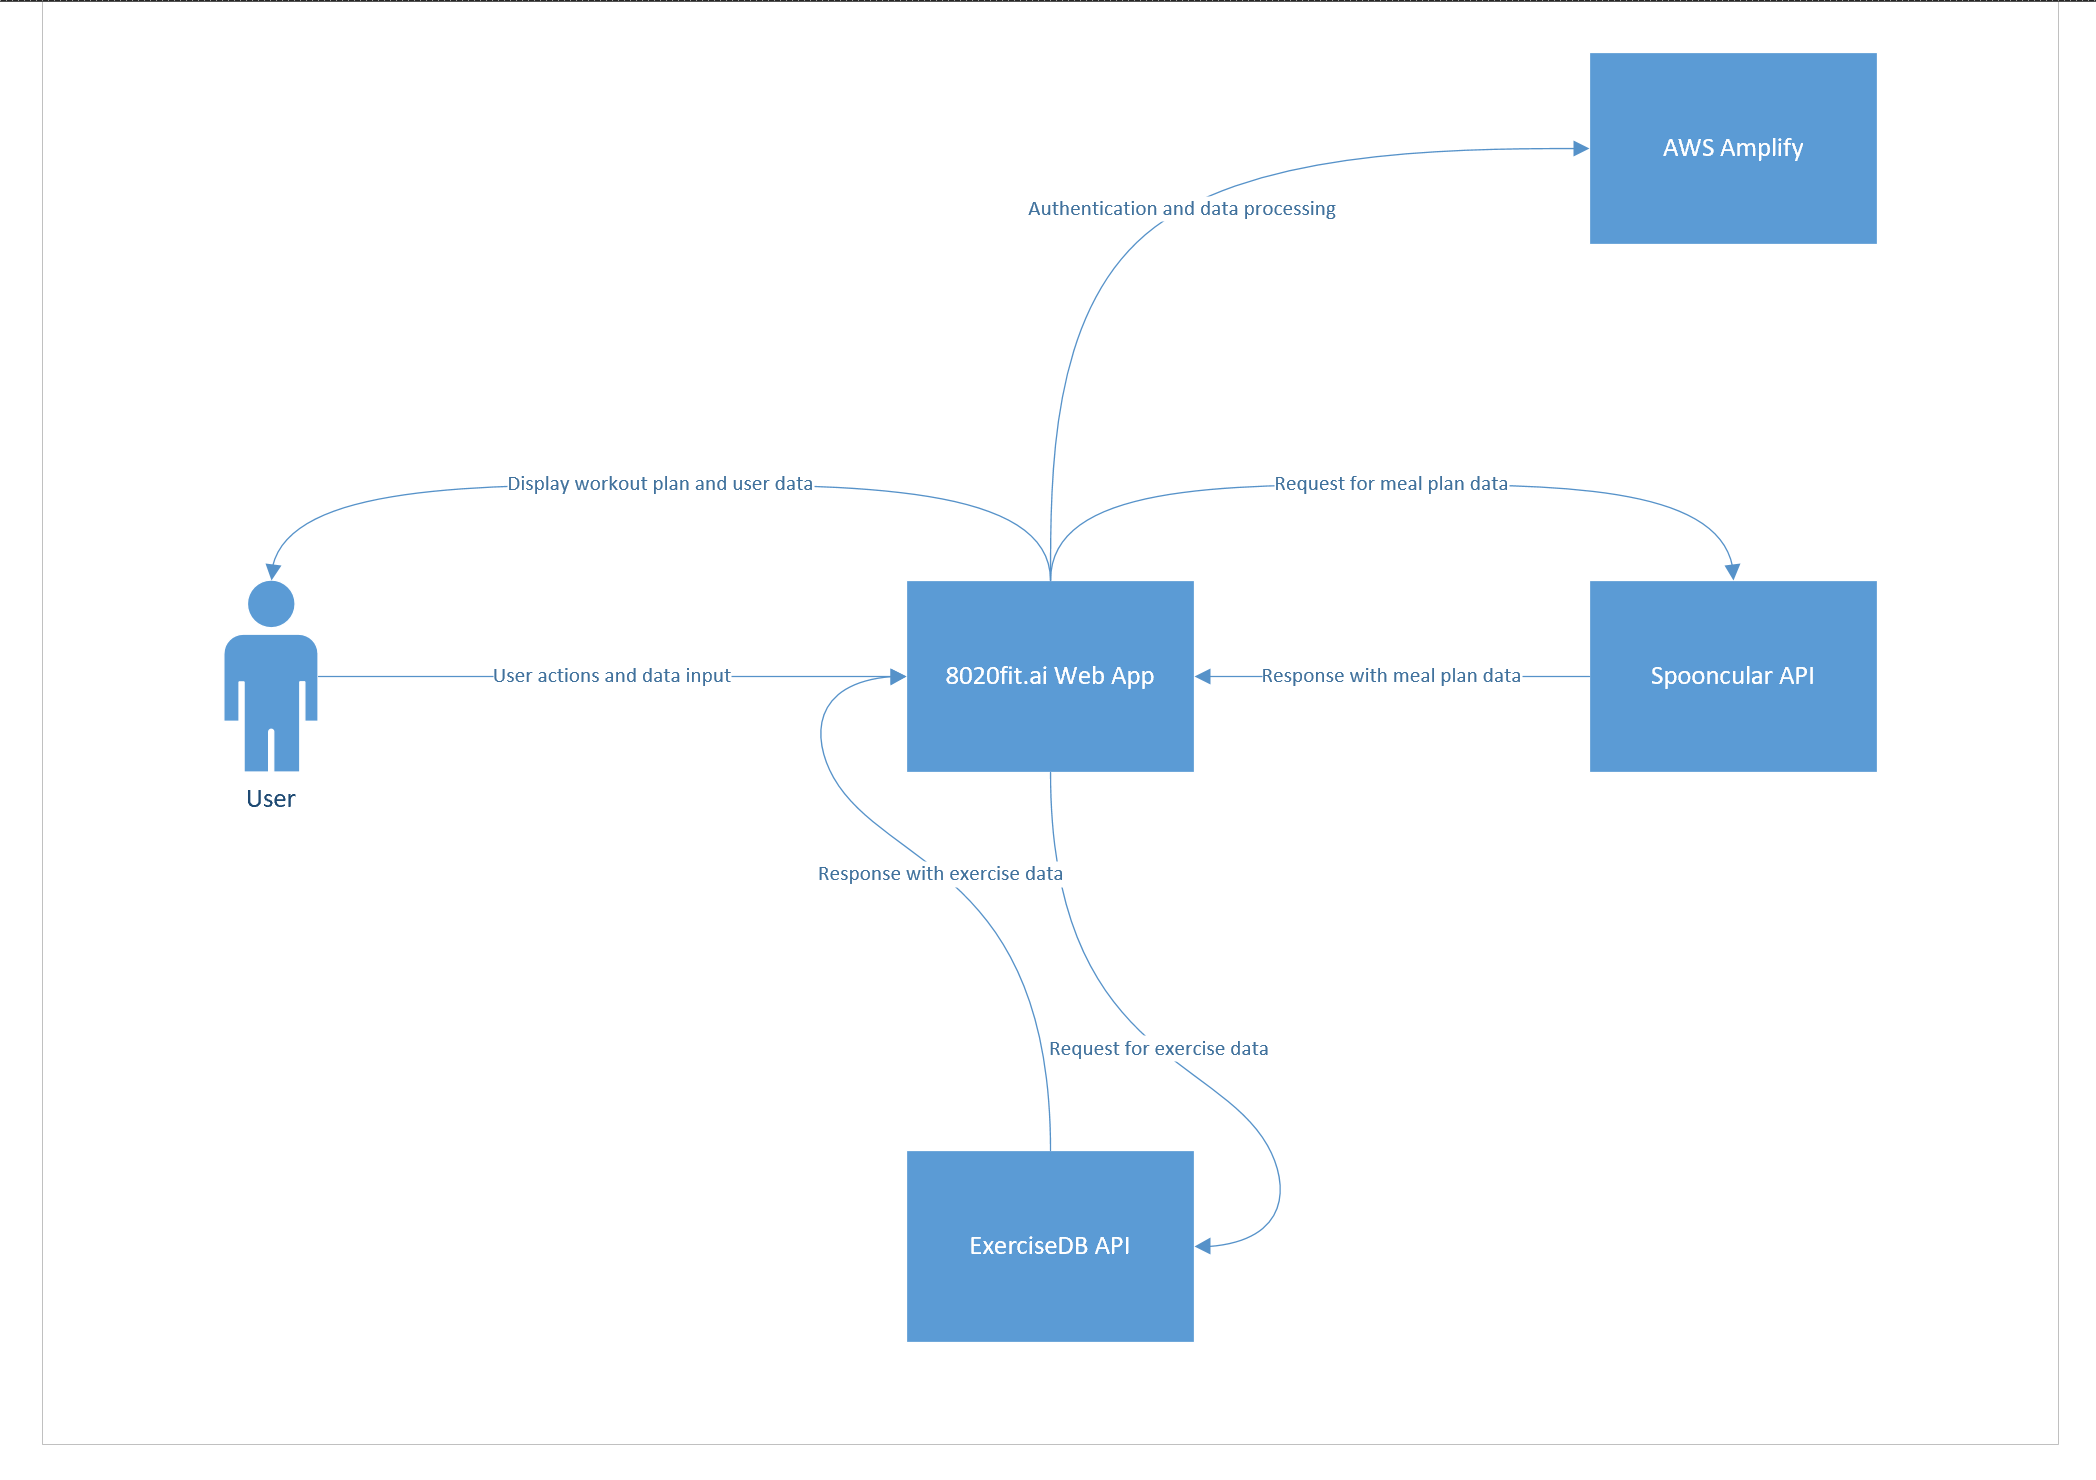 AWS Amplify
Authentication and data processing
Display workout plan and user data
Request for meal plan data
User actions and data input
8020fit.ai Web App
Response with meal plan data
Spooncular API
User
Response with exercise data
Request for exercise data
ExerciseDB API